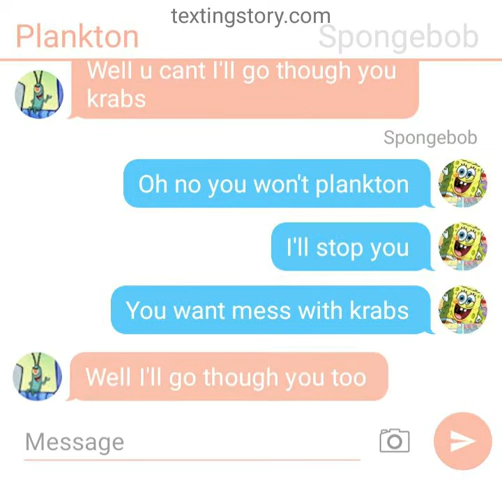 textingstory.com
Plankton
Spongebob
Well u cant I'll go though you
krabs
Spongebob
Oh no you won't plankton
I'll stop you
You want mess with krabs
Well I'll go though you too
Message